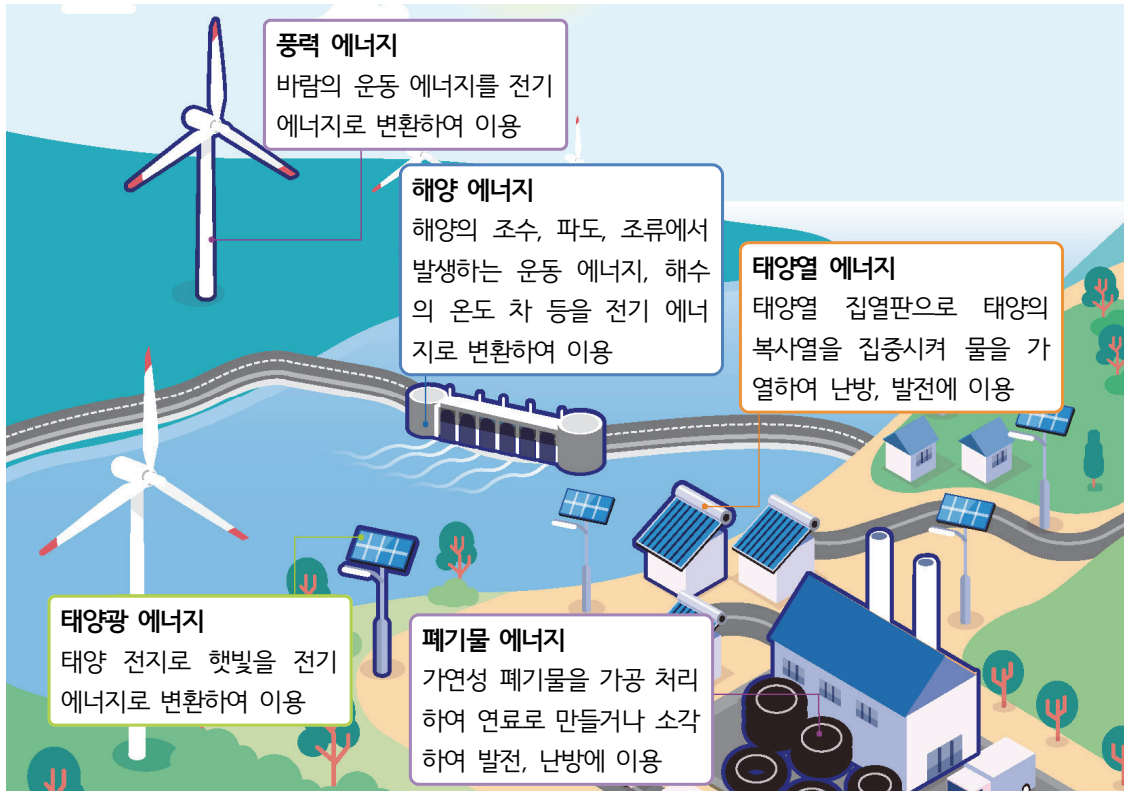 풍력 에너지
바람의 운동 에너지를 전기
에너지로 변환하여 이용
해양 에너지
해양의 조수, 파도, 조류에서
발생하는 운동 에너지, 해수
의 온도 차 등을 전기 에너
지로 변환하여 이용
태양열 에너지
태양열 집열판으로 태양의
복사열을 집중시켜 물을 가
열하여 난방, 발전에 이용
태양광 에너지
태양 전지로 햇빛을 전기
에너지로 변환하여 이용
폐기물 에너지
가연성 폐기물을 가공 처리
하여 연료로 만들거나 소각
하여 발전, 난방에 이용